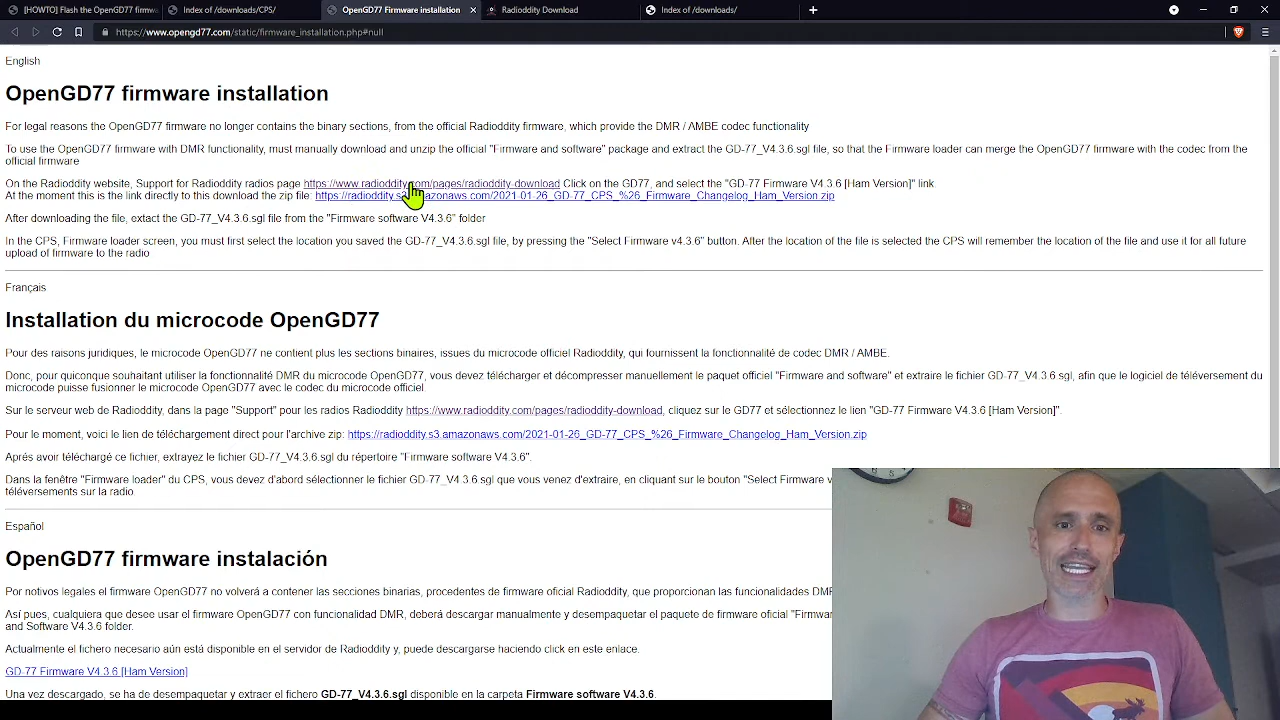 [HOWTO] Flash the OpenGD77 firmw
Index of /downloads/CPS/
OpenGD77 Firmware installation
Radioddity Download
Index of /downloads/
https://www.opengd77.com/static/firmware_installation.php#null
English
OpenGD77 firmware installation
For legal reasons the OpenGD77 firmware no longer contains the binary sections, from the official Radioddity firmware, which provide the DMR / AMBE codec functionality
To use the OpenGD77 firmware with DMR functionality, must manually download and unzip the official "Firmware and software" package and extract the GD-77_V4.3.6.sgl file, so that the Firmware loader can merge the OpenGD77 firmware with the codec from the
official firmware
On the Radioddity website, Support for Radioddity radios page https://www.radioddity.com/pages/radioddity-download Click on the GD77, and select the "GD-77 Firmware V4.3.6 [Ham Version]" link.
At the moment this is the link directly to this download the zip file: https://radioddity.s3.amazonaws.com/2021-01-26_GD-77_CPS_%26_Firmware_Changelog_Ham_Version.zip
After downloading the file, extact the GD-77_V4.3.6.sgl file from the "Firmware software V4.3.6" folder
In the CPS, Firmware loader screen, you must first select the location you saved the GD-77_V4.3.6.sgl file, by pressing the "Select Firmware v4.3.6" button. After the location of the file is selected the CPS will remember the location of the file and use it for all future
upload of firmware to the radio
Français
Installation du microcode OpenGD77
Pour des raisons juridiques, le microcode OpenGD77 ne contient plus les sections binaires, issues du microcode officiel Radioddity, qui fournissent la fonctionnalité de codec DMR / AMBE.
Donc, pour quiconque souhaitant utiliser la fonctionnalité DMR du microcode OpenGD77, vous devez télécharger et décompresser manuellement le paquet officiel "Firmware and software" et extraire le fichier GD-77_V4.3.6 sgl, afin que le logiciel de téléversement du
microcode puisse fusionner le microcode OpenGD77 avec le codec du microcode officiel.
Sur le serveur web de Radioddity, dans la page "Support" pour les radios Radioddity https://www.radioddity.com/pages/radioddity-download, cliquez sur le GD77 et sélectionnez le lien "GD-77 Firmware V4.3.6 [Ham Version]".
Pour le moment, voici le lien de téléchargement direct pour l'archive zip: https://radioddity.s3.amazonaws.com/2021-01-26_GD-77_CPS_%26_Firmware_Changelog_Ham_Version.zip
Aprés avoir téléchargé ce fichier, extrayez le fichier GD-77_V4.3.6.sgl du répertoire "Firmware software V4.3.6".
Dans la fenêtre "Firmware loader" du CPS, vous devez d'abord sélectionner le fichier GD-77_V4.3.6 sgl que vous venez d'extraire, en cliquant sur le bouton "Select Firmware v
téléversements sur la radio
Español
OpenGD77 firmware instalación
Por notivos legales el firmware OpenGD77 no volverá a contener las secciones binarias, procedentes de firmware oficial Radioddity, que proporcionan las funcionalidades DMR
Así pues, cualquiera que desee usar el firmware OpenGD77 con funcionalidad DMR, deberá descargar manualmente y desempaquetar el paquete de firmware oficial "Firmwar
and Software V4.3.6 folder.
Actualmente el fichero necesario aún está disponible en el servidor de Radioddity y, puede descargarse haciendo click en este enlace.
GD-77 Firmware V4.3.6 [Ham Version]
Una vez descargado, se ha de desempaquetar y extraer el fichero GD-77_V4.3.6.sgl disponible en la carpeta Firmware software V4.3.6.